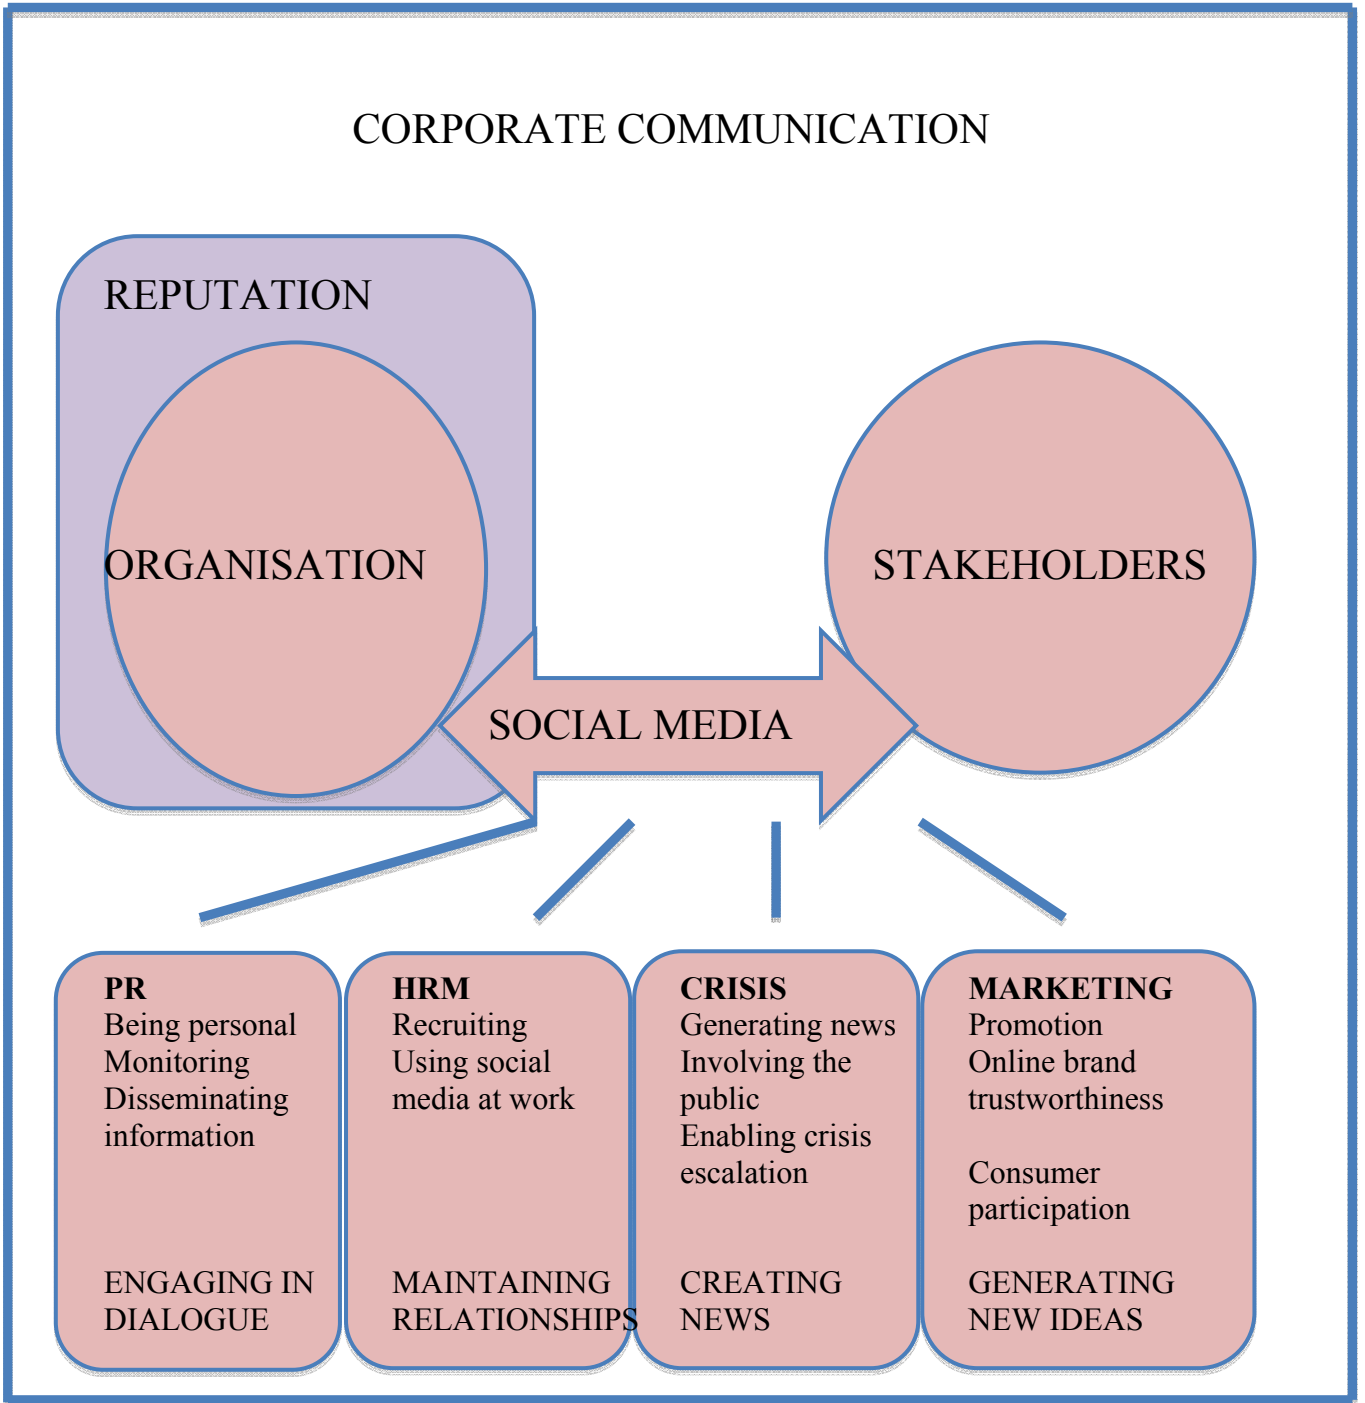 CORPORATE COMMUNICATION
REPUTATION
ORGANISATION
STAKEHOLDERS
SOCIAL MEDIA
PR
Being personal
Monitoring
Disseminating
information
ENGAGING IN
DIALOGUE
HRM
Recruiting
Using social
media at work
MAINTAINING
RELATIONSHIPS
CRISIS
Generating news
Involving the
public
Enabling crisis
escalation
CREATING
NEWS
MARKETING
Promotion
Online brand
trustworthiness
Consumer
participation
GENERATING
NEW IDEAS